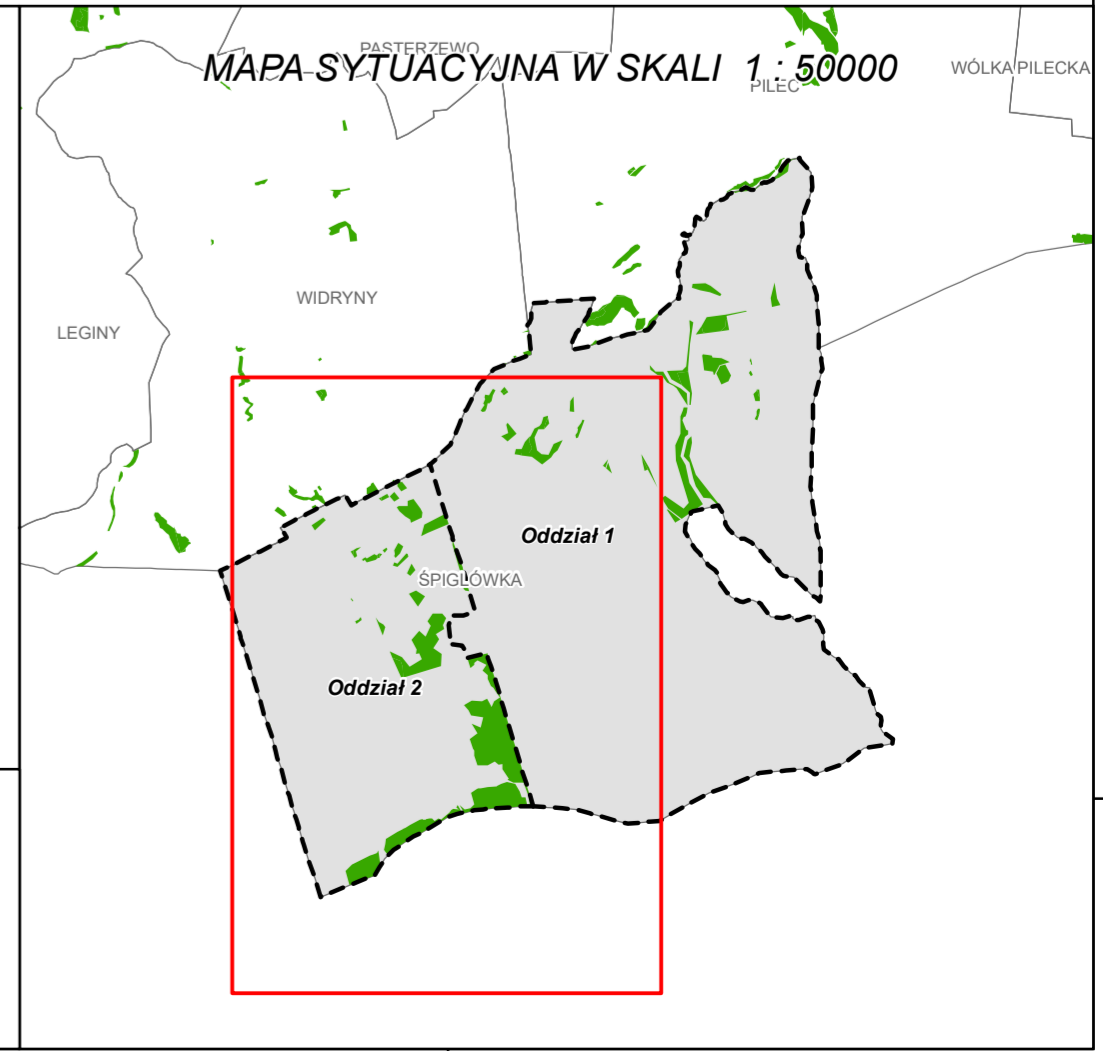 PASTERZEWO
MAPA SYTUACYJNA W SKALI 1 : 50000
WÓLKA PILECKA
PILEC
WIDRYNY
LEGINY
Oddział 1
ŚPIGLÓWKA
Oddział 2